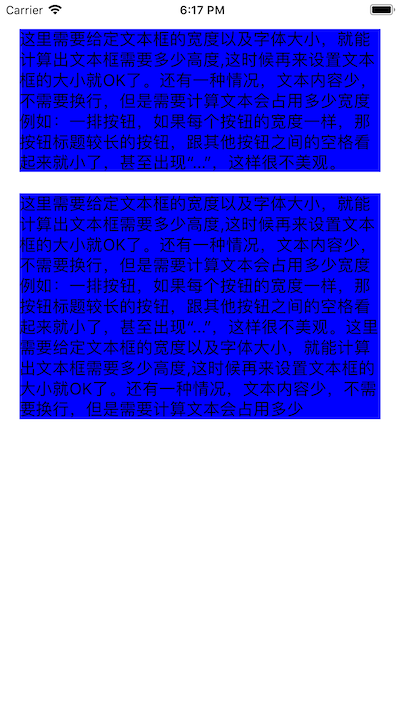 Carrier 6:17 PM
这里需要给定文本框的宽度以及字体大小，就能
计算出文本框需要多少高度,这时候再来设置文本
框的大小就OK了。还有一种情况，文本内容少，
不需要换行，但是需要计算文本会占用多少宽度
例如：一排按钮，如果每个按钮的宽度一样，那
按钮标题较长的按钮，跟其他按钮之间的空格看
起来就小了，甚至出现“...”，这样很不美观。
这里需要给定文本框的宽度以及字体大小，就能
计算出文本框需要多少高度,这时候再来设置文本
框的大小就OK了。还有一种情况，文本内容少，
不需要换行，但是需要计算文本会占用多少宽度
例如：一排按钮，如果每个按钮的宽度一样，那
按钮标题较长的按钮，跟其他按钮之间的空格看
起来就小了，甚至出现“...”，这样很不美观。这里
需要给定文本框的宽度以及字体大小，就能计算
出文本框需要多少高度,这时候再来设置文本框的
大小就OK了。还有一种情况，文本内容少，不需
要换行，但是需要计算文本会占用多少